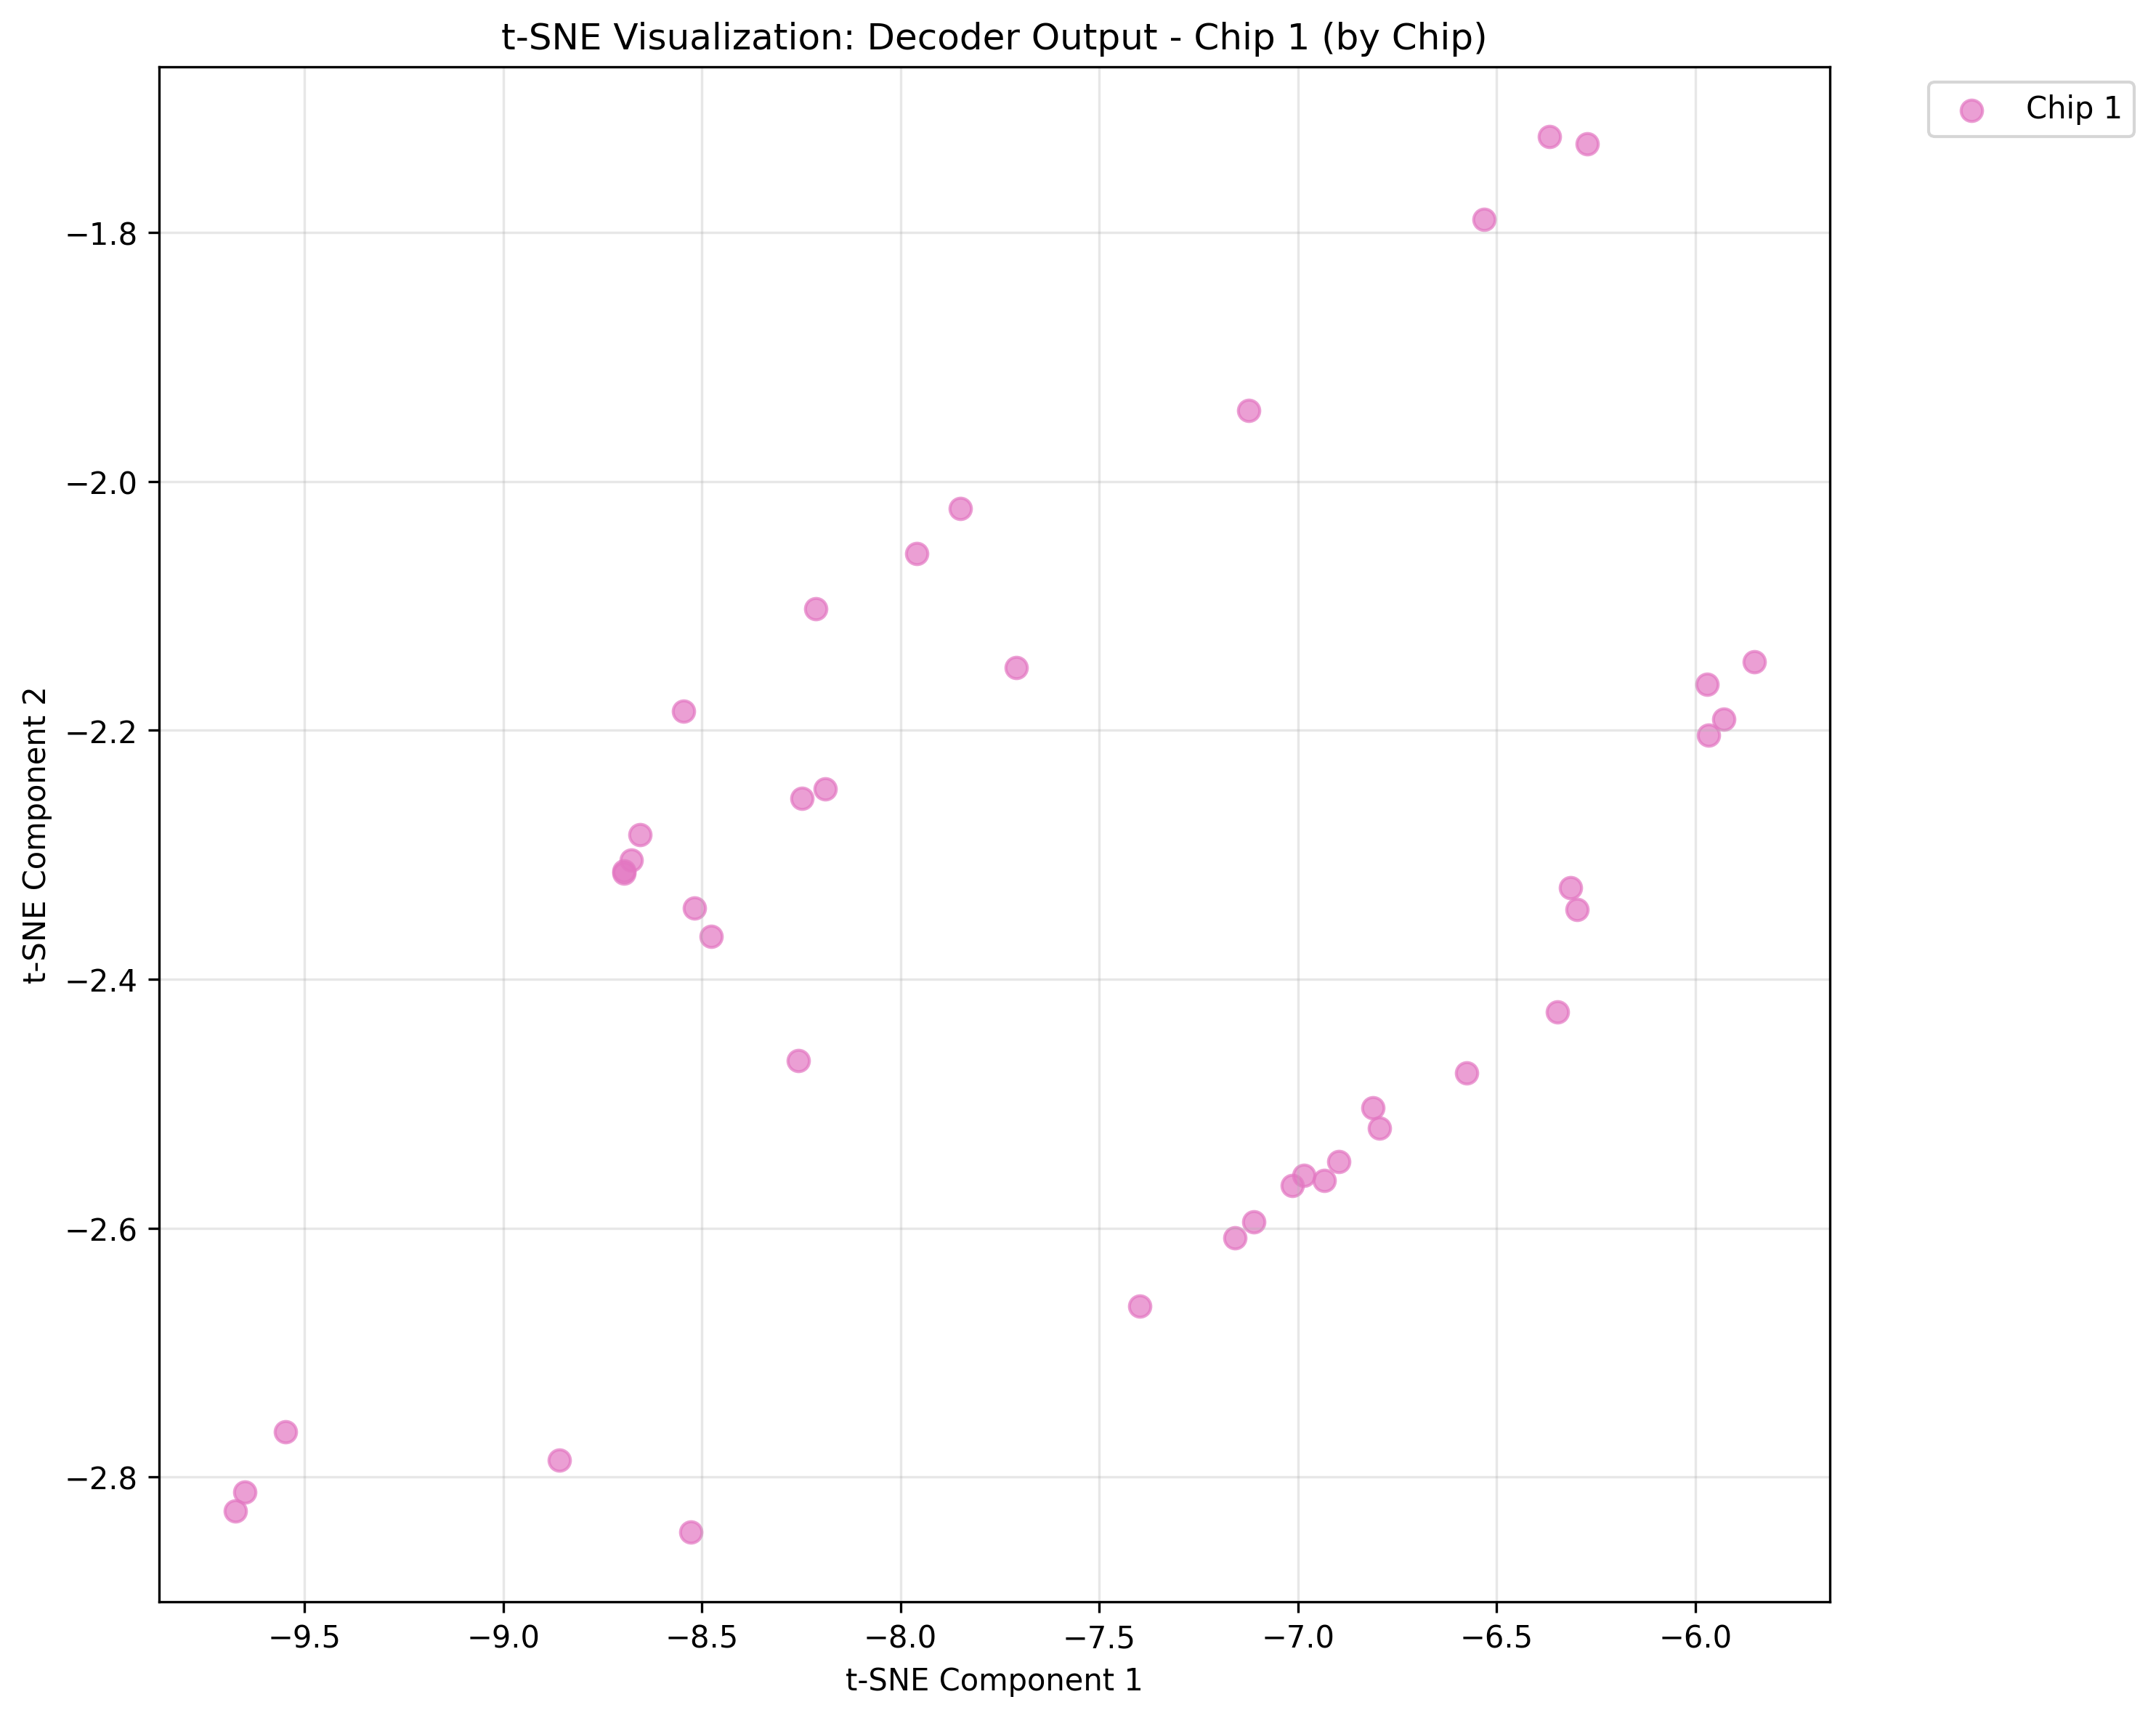 t-SNE Visualization: Decoder Output - Chip 1 (by Chip)
Chip 1
−1.8
−2.0
−2.2
−2.4
−2.6
−2.8
t-SNE Component 2
−9.5 −9.0 −8.5 −8.0 −7.5 −7.0 −6.5 −6.0
t-SNE Component 1